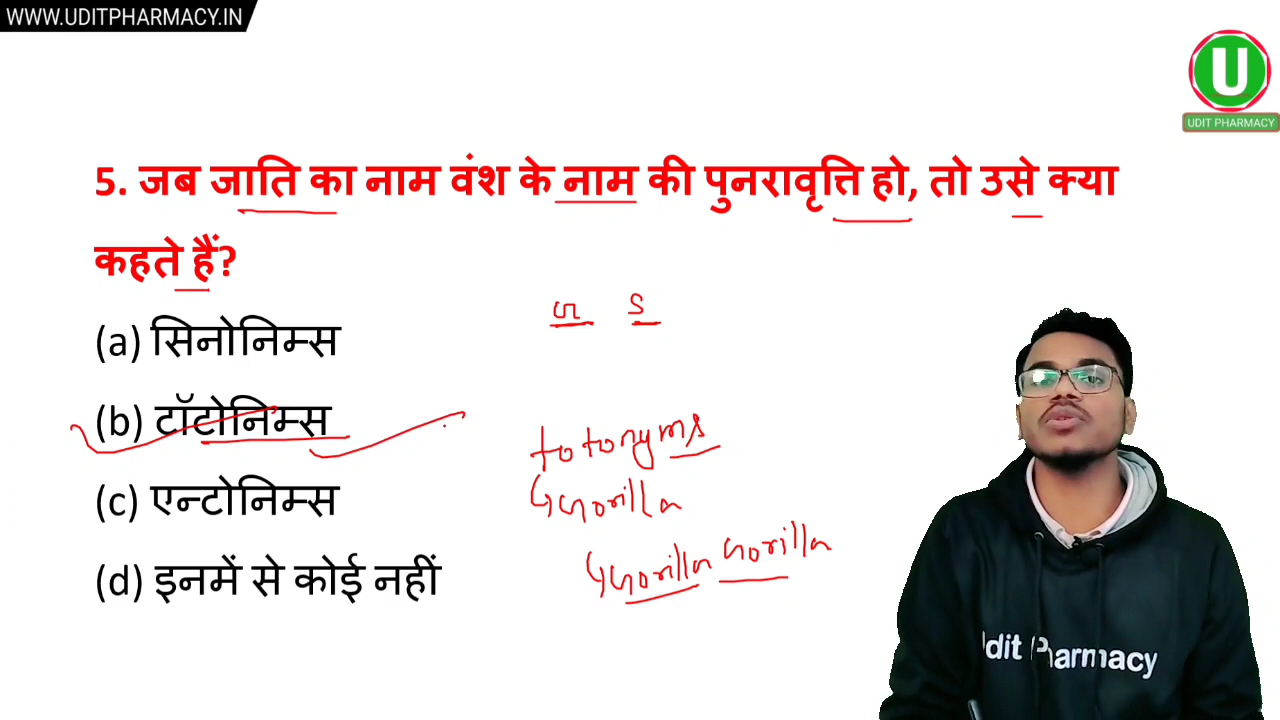 WWW.UDITPHARMACY.IN
U
UDIT PHARMACY
5. जब जाति का नाम वंश के नाम की पुनरावृत्ति हो, तो उसे क्या
कहते हैं?
(a) सिनोनिम्स
G S
(b) टॉटोनिम्स
totonyms
(c) एन्टोनिम्स
Gorilla
Gorilla Gorilla
(d) इनमें से कोई नहीं
Udit Pharmacy